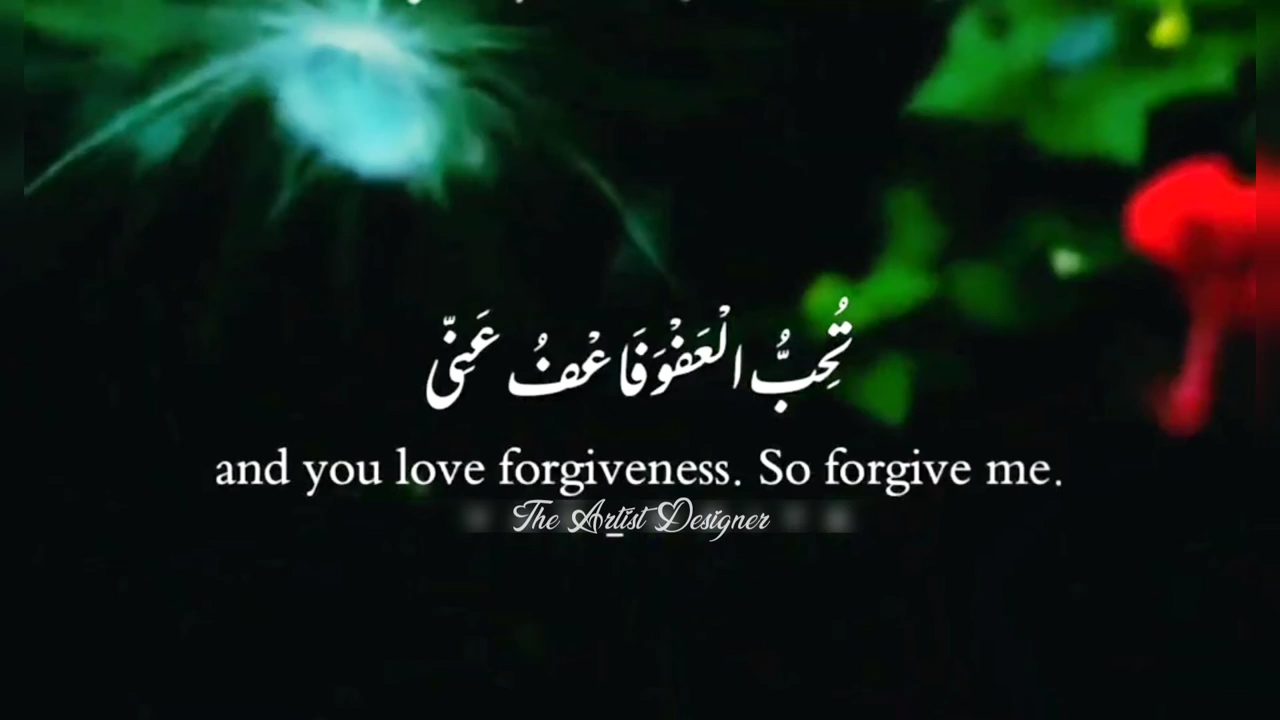 تُحِبُّ الْعَفْوَفَاعْفُ عَنِّی
and you love forgiveness. So forgive me.
The Artist Designer